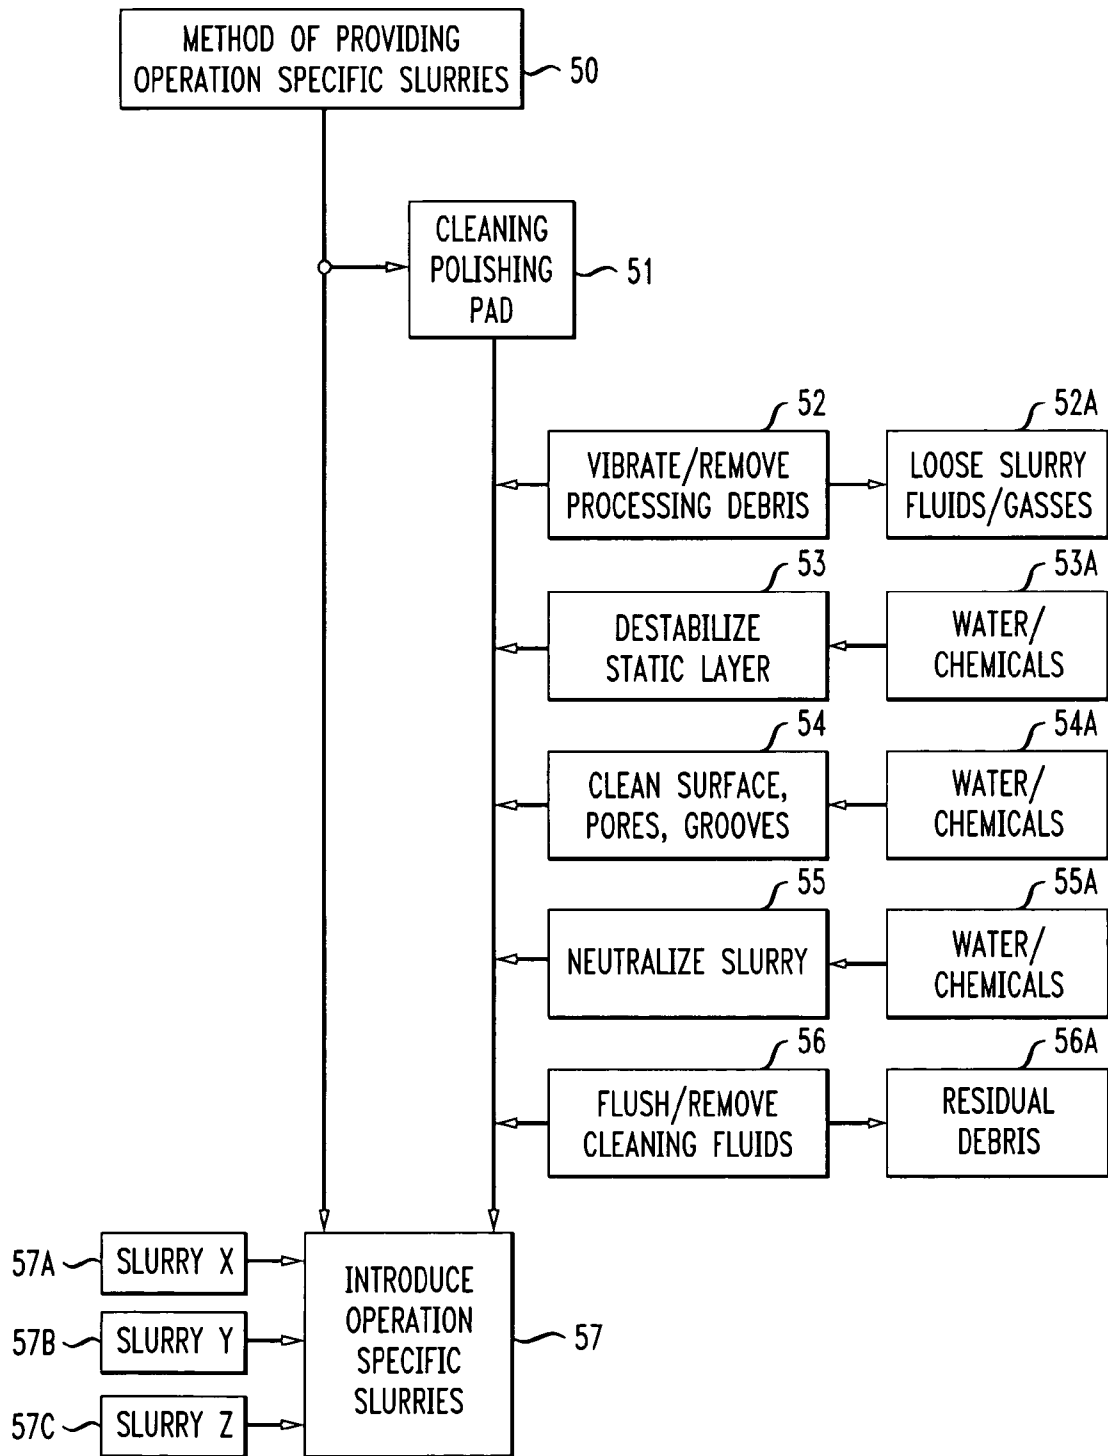 METHOD OF PROVIDING
OPERATION SPECIFIC SLURRIES
50
CLEANING
POLISHING
PAD
51
52
VIBRATE/REMOVE
PROCESSING DEBRIS
52A
LOOSE SLURRY
FLUIDS/GASSES
53
DESTABILIZE
STATIC LAYER
53A
WATER/
CHEMICALS
54
CLEAN SURFACE,
PORES, GROOVES
54A
WATER/
CHEMICALS
55
NEUTRALIZE SLURRY
55A
WATER/
CHEMICALS
56
FLUSH/REMOVE
CLEANING FLUIDS
56A
RESIDUAL
DEBRIS
57A
SLURRY X
57B
SLURRY Y
57C
SLURRY Z
INTRODUCE
OPERATION
SPECIFIC
SLURRIES
57